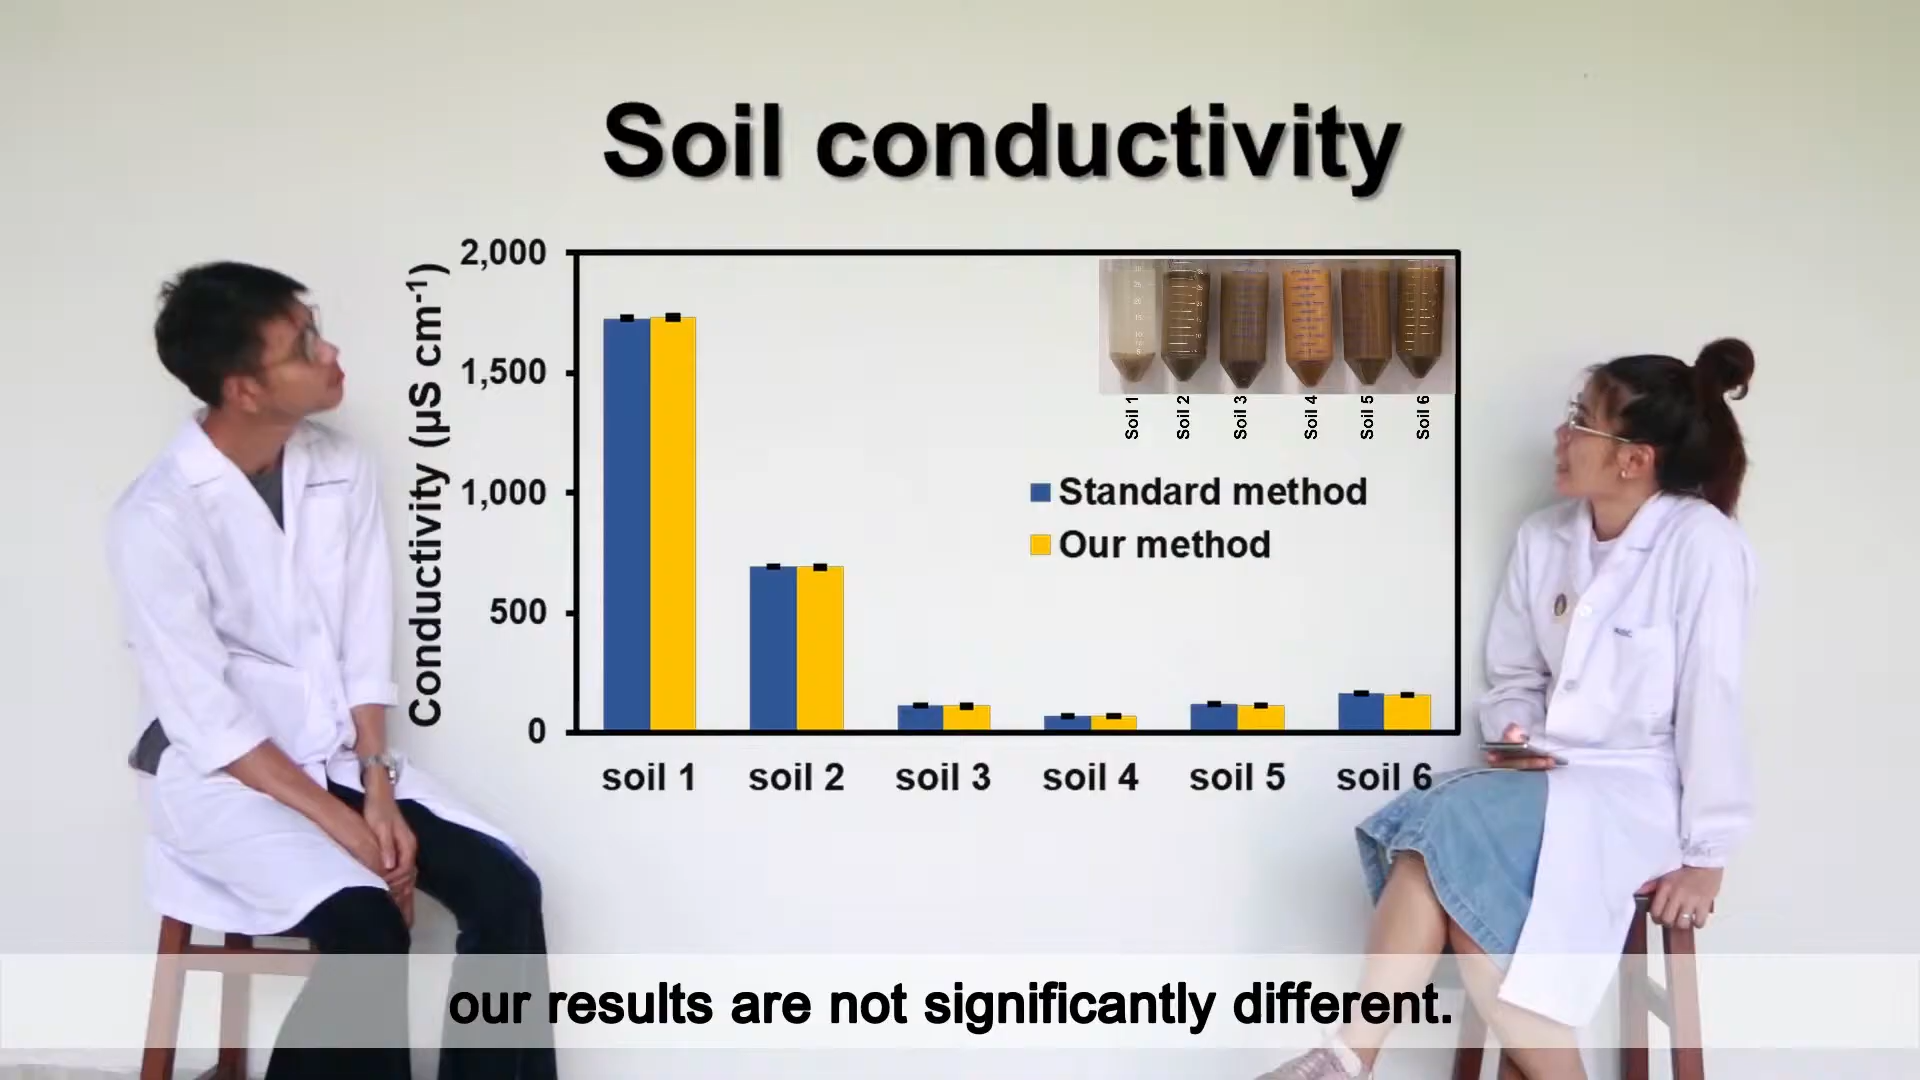 Soil conductivity
Conductivity (µS cm-1)
2,000
1,500
1,000
500
0
Soil 1
Soil 2
Soil 3
Soil 4
Soil 5
Soil 6
Standard method
Our method
soil 1
soil 2
soil 3
soil 4
soil 5
soil 6
our results are not significantly different.